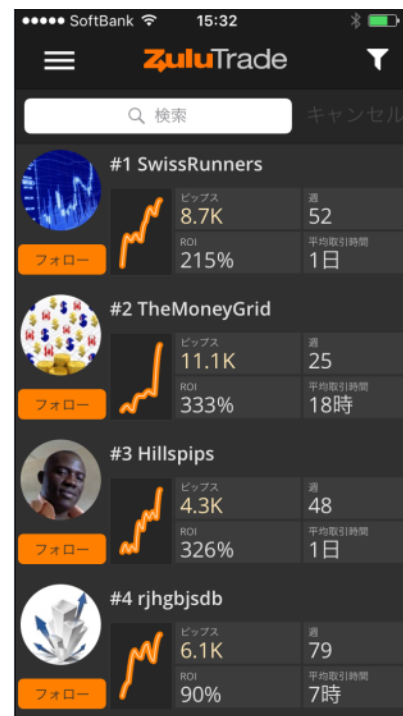 SoftBank 15:32
ZuluTrade
検索 キャンセル
#1 SwissRunners
ピップス 週
8.7K 52
ROI 平均取引時間
215% 1日
フォロー
#2 TheMoneyGrid
ピップス 週
11.1K 25
ROI 平均取引時間
333% 18時
フォロー
#3 Hillspips
ピップス 週
4.3K 48
ROI 平均取引時間
326% 1日
フォロー
#4 rjhgbjsdb
ピップス 週
6.1K 79
ROI 平均取引時間
90% 7時
フォロー